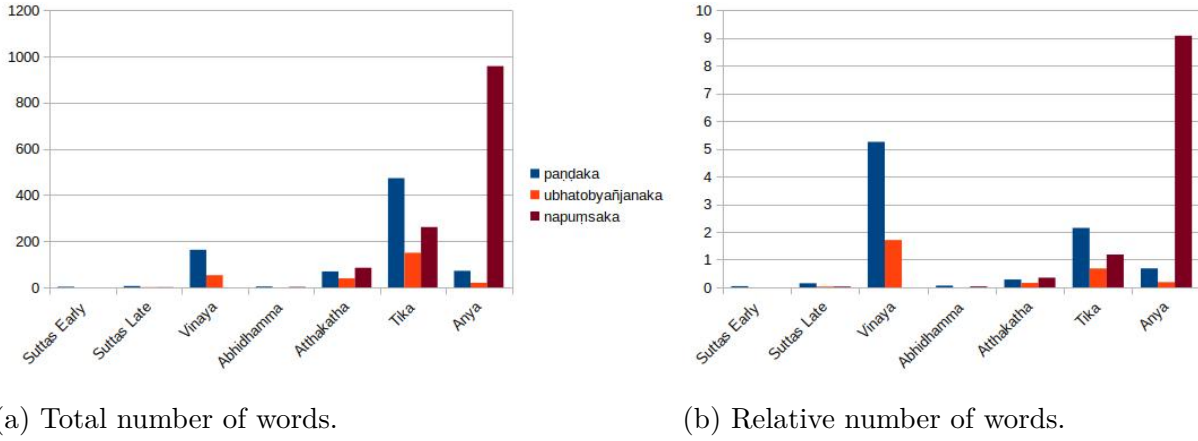 1200
1000
800
600
400
200
0
Suttas Early
Suttas Late
Vinaya
Abhidhamma
Atthakatha
Tika
Anya
paṇḍaka
ubhatobyañjanaka
napuṃsaka
10
9
8
7
6
5
4
3
2
1
0
Suttas Early
Suttas Late
Vinaya
Abhidhamma
Atthakatha
Tika
Anya
(a) Total number of words.
(b) Relative number of words.